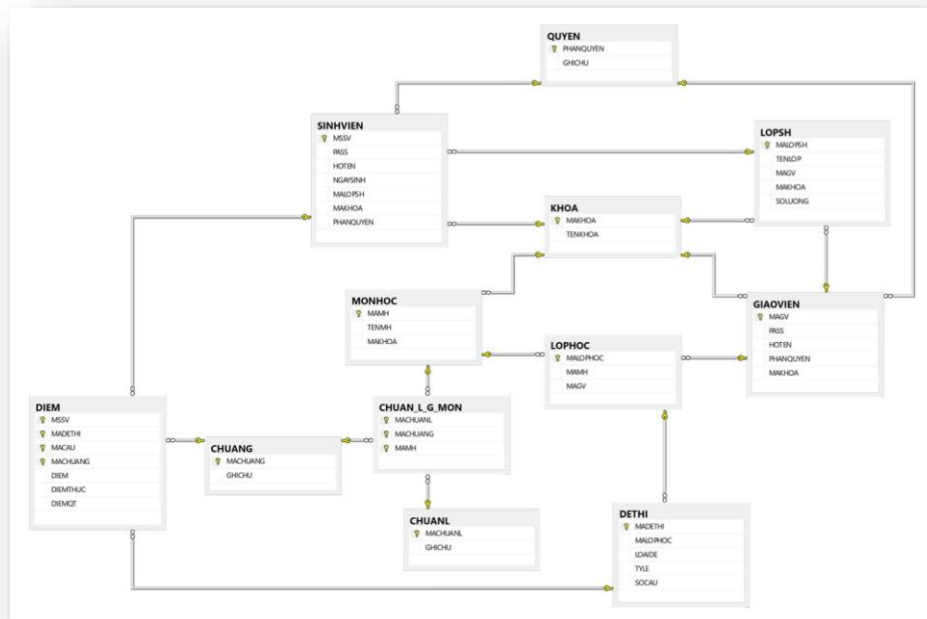 QUYEN
PHANQUYEN
GHICHU
SINHVIEN
MSSV
PASS
HOTEN
NGAYSINH
MALOPSH
MAKHOA
PHANQUYEN
LOPSH
MALOPSH
TENLOP
MAGV
MAKHOA
SOLUONG
KHOA
MAKHOA
TENKHOA
MONHOC
MAMH
TENMH
MAKHOA
GIAOVIEN
MAGV
PASS
HOTEN
PHANQUYEN
MAKHOA
LOPHOC
MALOPHOC
MAMH
MAGV
DIEM
MSSV
MADETHI
MACAU
MACHUANG
DIEM
DIEMTHUC
DIEMQT
CHUAN_L_G_MON
MACHUANL
MACHUANG
MAMH
CHUANG
MACHUANG
GHICHU
CHUANL
MACHUANL
GHICHU
DETHI
MADETHI
MALOPHOC
LOAIDE
TYLE
SOCAU